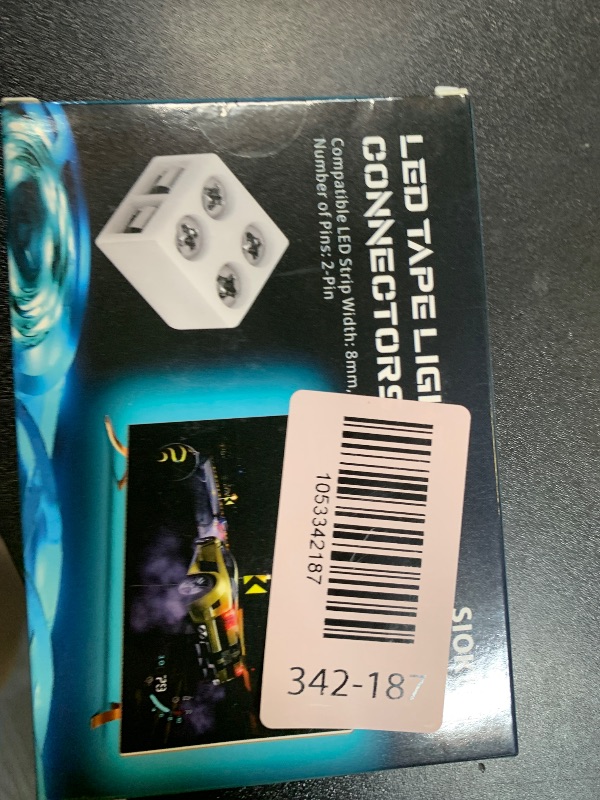 LED TAPE LIG
CONNECTORS
Compatible LED Strip Width: 8mm,
Number of Pins: 2-Pin
1053342187
342-187